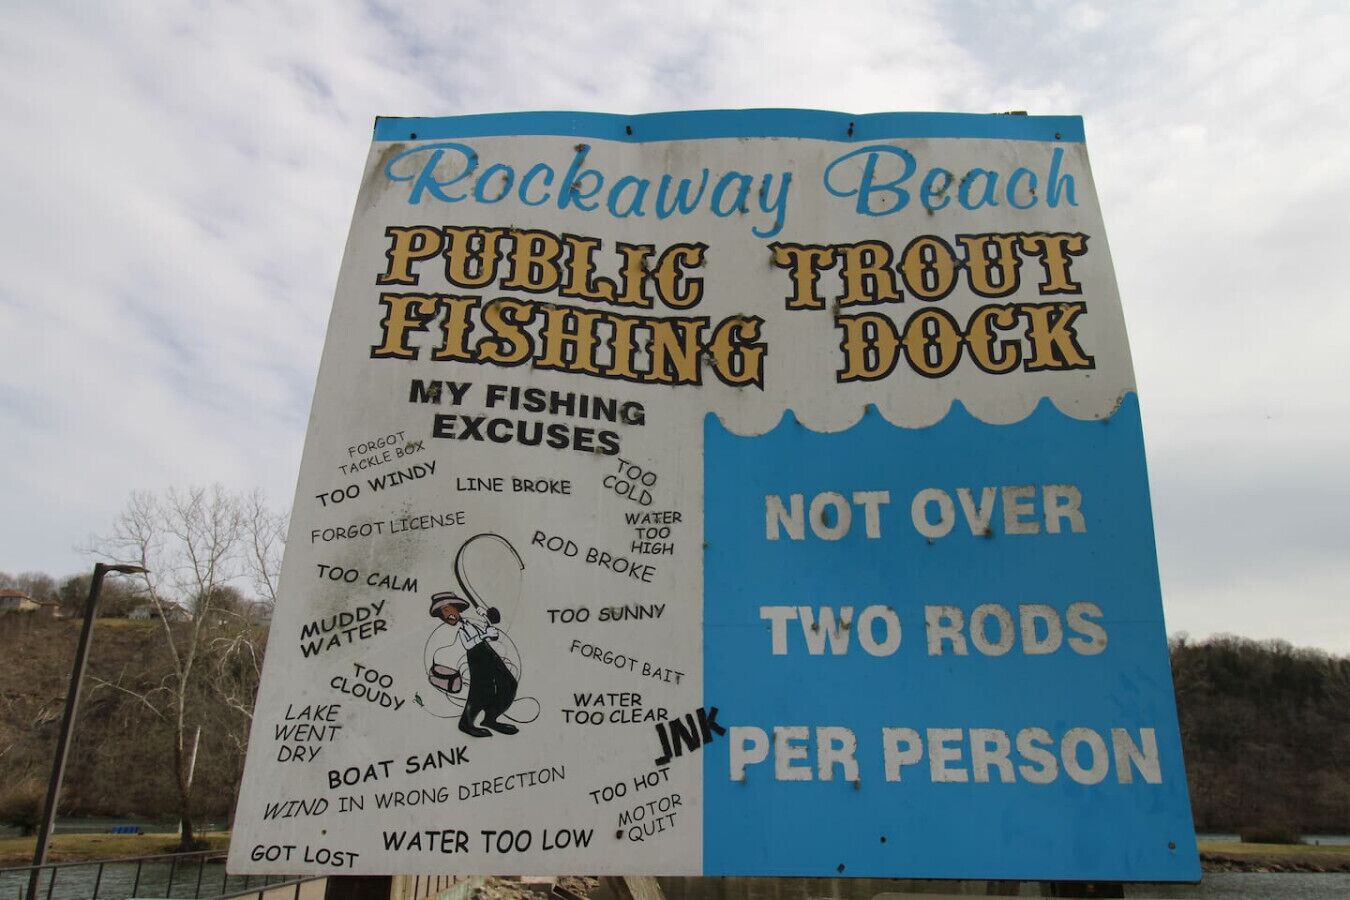 Rockaway Beach
PUBLIC TROUT
FISHING DOCK
MY FISHING
EXCUSES
FORGOT
TACKLE BOX
TOO WINDY
LINE BROKE
TOO
COLD
FORGOT LICENSE
WATER
TOO
HIGH
ROD BROKE
TOO CALM
TOO SUNNY
MUDDY
WATER
FORGOT BAIT
TOO
CLOUDY
WATER
TOO CLEAR
LAKE
WENT
DRY
JNK
BOAT SANK
WIND IN WRONG DIRECTION
TOO HOT
MOTOR
QUIT
WATER TOO LOW
GOT LOST
NOT OVER
TWO RODS
PER PERSON